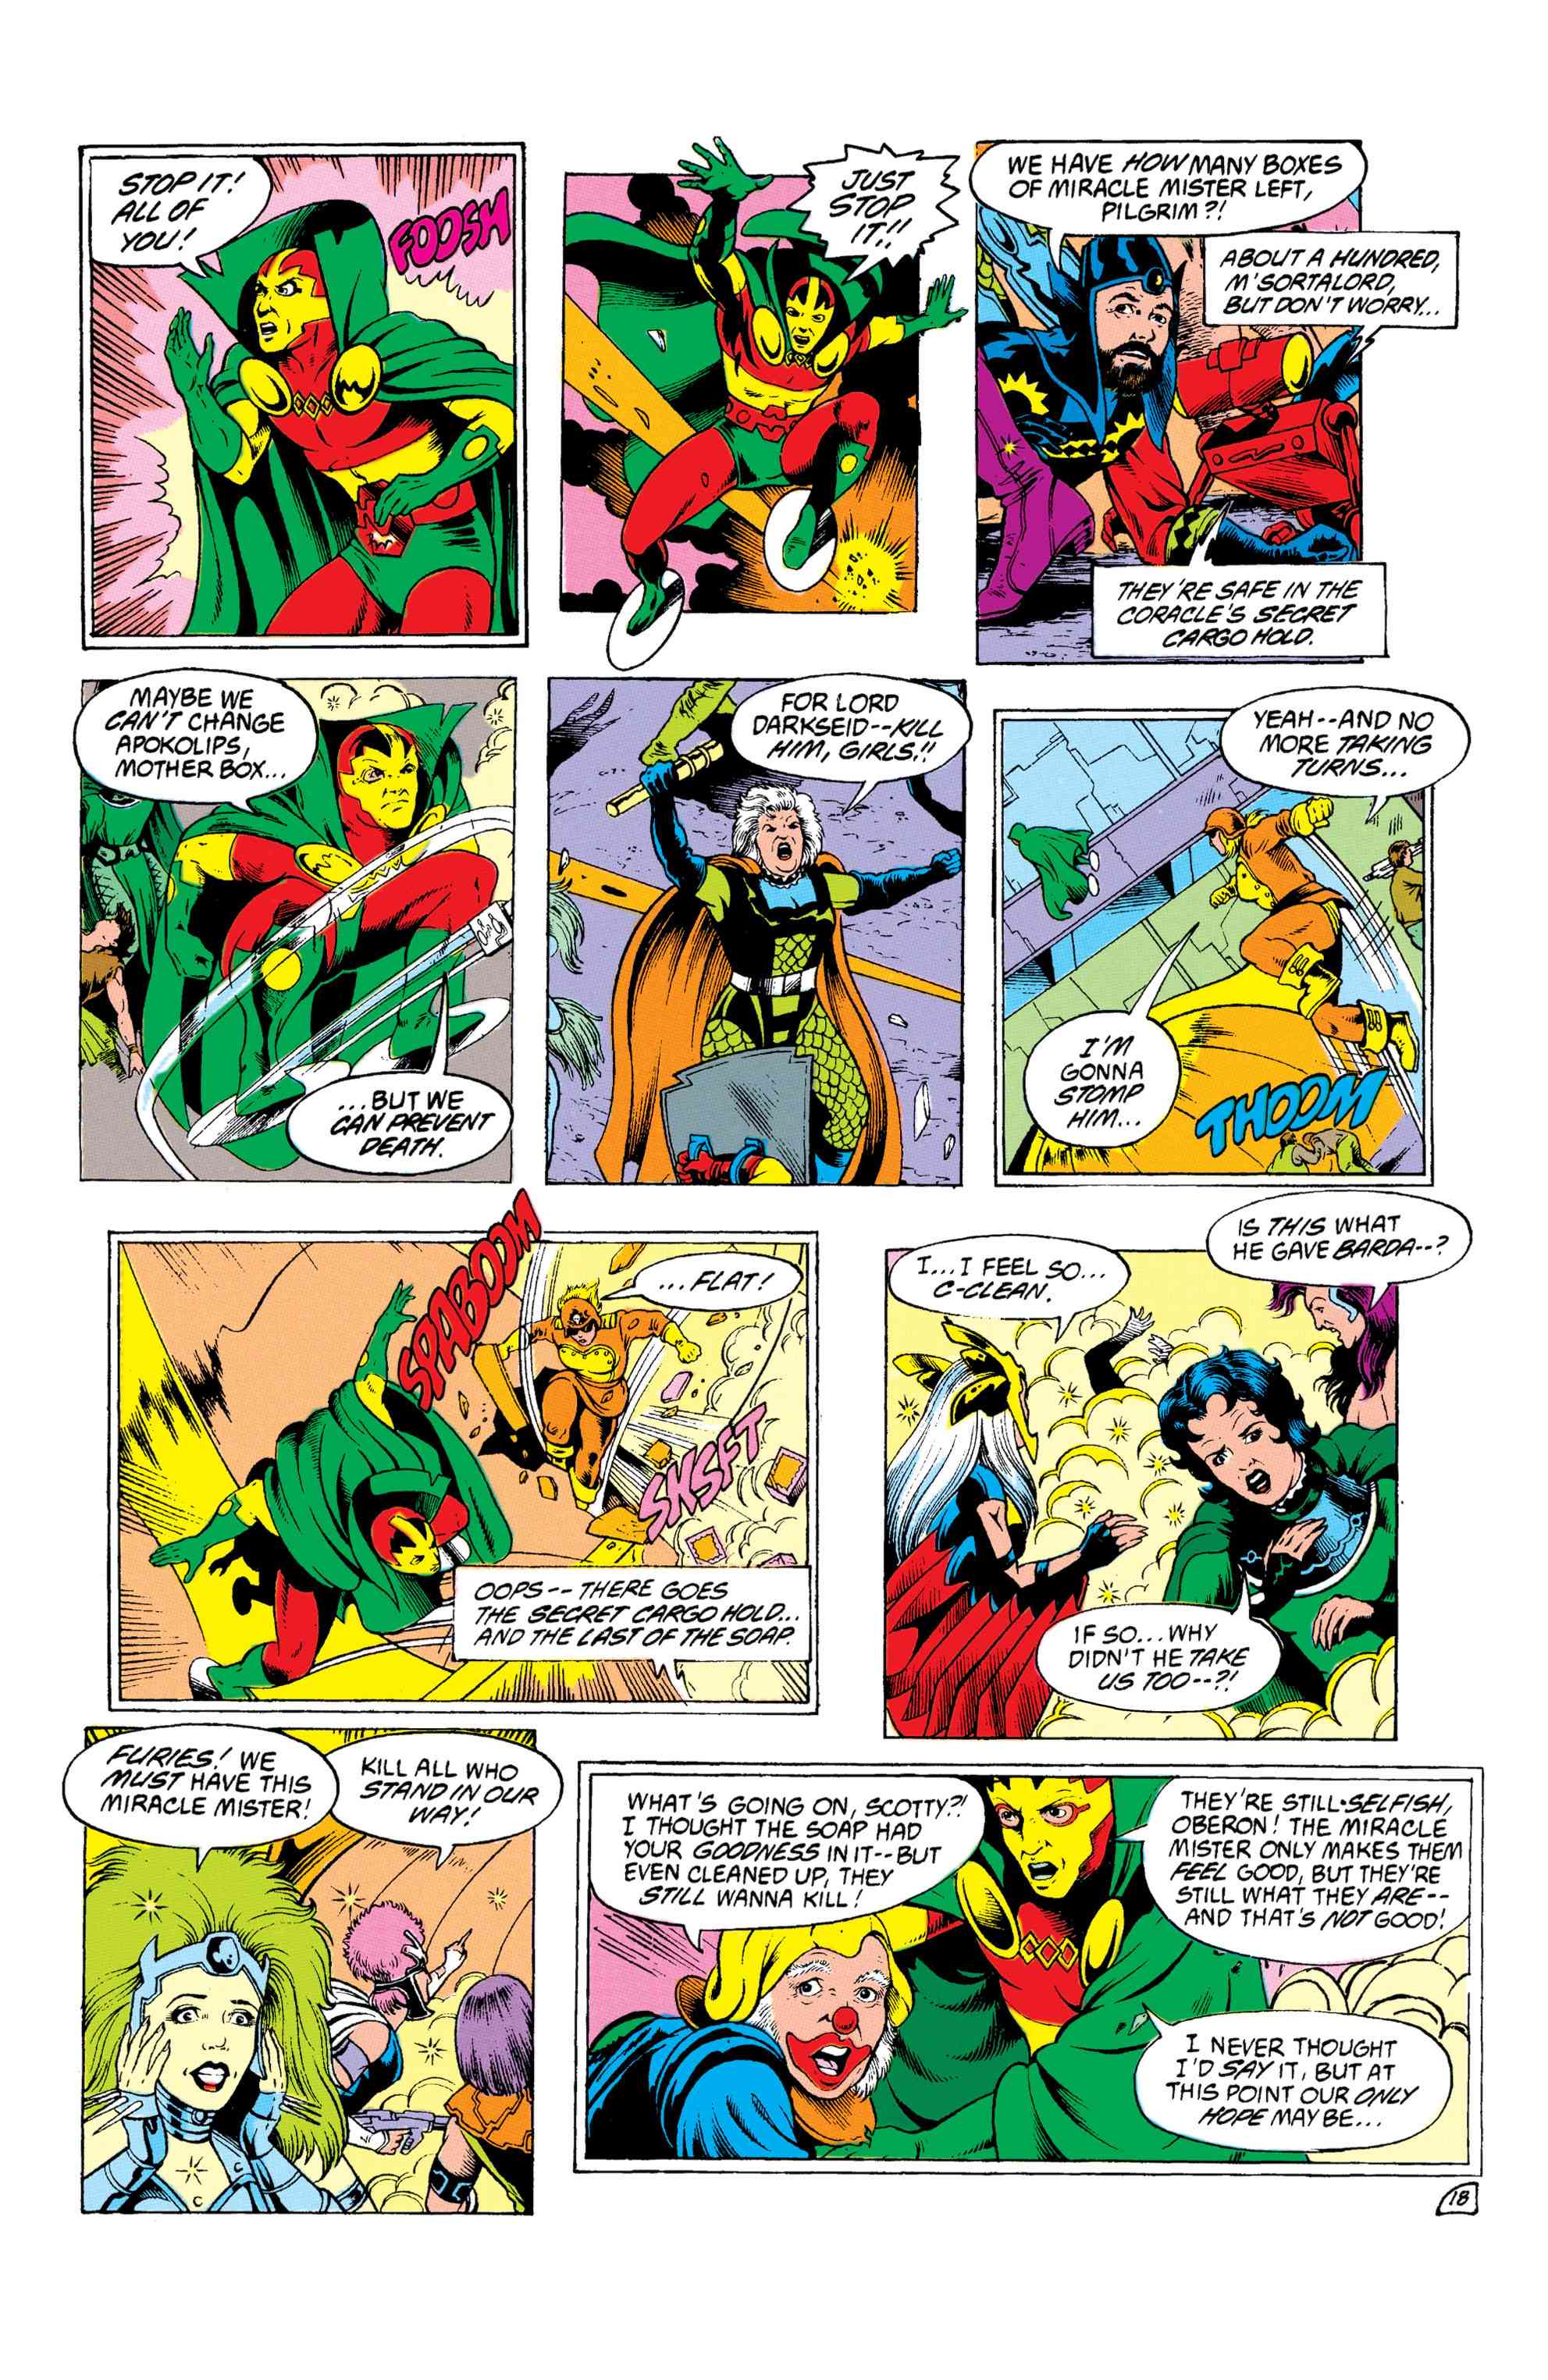 STOP IT!
ALL OF
YOU!
FOOSH
JUST
STOP
IT!!
WE HAVE HOW MANY BOXES
OF MIRACLE MISTER LEFT,
PILGRIM?!
ABOUT A HUNDRED,
M'SORTALORD,
BUT DON'T WORRY...
THEY'RE SAFE IN THE
CORACLE'S SECRET
CARGO HOLD.
MAYBE WE
CAN'T CHANGE
APOKOLIPS,
MOTHER BOX...
...BUT WE
CAN PREVENT
DEATH.
FOR LORD
DARKSEID--KILL
HIM, GIRLS!!
YEAH--AND NO
MORE TAKING
TURNS...
I'M
GONNA
STOMP
HIM...
THOOM
SPABOOM
...FLAT!
SKSFT
OOPS-- THERE GOES
THE SECRET CARGO HOLD...
AND THE LAST OF THE SOAP.
I...I FEEL SO...
C-CLEAN.
IS THIS WHAT
HE GAVE BARDA--?
IF SO...WHY
DIDN'T HE TAKE
US TOO--?!
FURIES! WE
MUST HAVE THIS
MIRACLE MISTER!
KILL ALL WHO
STAND IN OUR
WAY!
WHAT'S GOING ON, SCOTTY?!
I THOUGHT THE SOAP HAD
YOUR GOODNESS IN IT--BUT
EVEN CLEANED UP, THEY
STILL WANNA KILL!
THEY'RE STILL SELFISH,
OBERON! THE MIRACLE
MISTER ONLY MAKES THEM
FEEL GOOD, BUT THEY'RE
STILL WHAT THEY ARE--
AND THAT'S NOT GOOD!
I NEVER THOUGHT
I'D SAY IT, BUT AT
THIS POINT OUR ONLY
HOPE MAY BE...
18